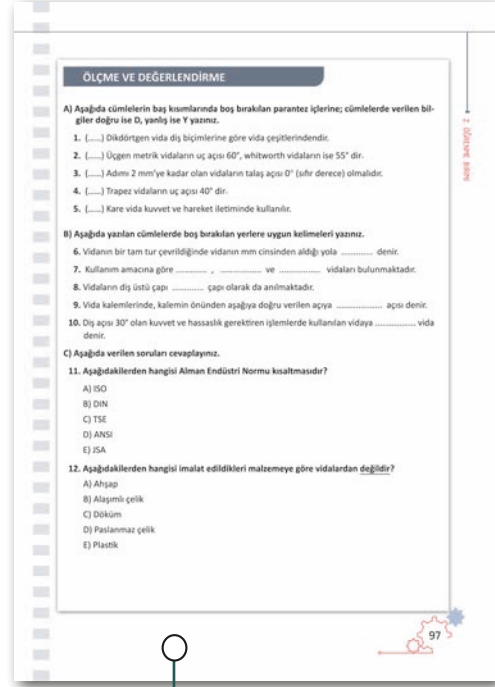 ÖLÇME VE DEĞERLENDİRME
A) Aşağıda cümlelerin baş kısımlarında boş bırakılan parantez içlerine; cümlelerde verilen bil-
giler doğru ise D, yanlış ise Y yazınız.
1. (......) Dikdörtgen vida diş biçimlerine göre vida çeşitlerindendir.
2. (......) Üçgen metrik vidaların uç açısı 60°, whitworth vidaların ise 55° dir.
3. (......) Adımı 2 mm'ye kadar olan vidaların talaş açısı 0° (sıfır derece) olmalıdır.
4. (......) Trapez vidaların uç açısı 40° dir.
5. (......) Kare vida kuvvet ve hareket iletiminde kullanılır.
B) Aşağıda yazılan cümlelerde boş bırakılan yerlere uygun kelimeleri yazınız.
6. Vidanın bir tam tur çevrildiğinde vidanın mm cinsinden aldığı yola .............. denir.
7. Kullanım amacına göre .............. , .................. ve .................. vidaları bulunmaktadır.
8. Vidaların diş üstü çapı .............. çapı olarak da anılmaktadır.
9. Vida kalemlerinde, kalemin önünden aşağıya doğru verilen açıya .................... açısı denir.
10. Diş açısı 30° olan kuvvet ve hassaslık gerektiren işlemlerde kullanılan vidaya .................. vida
denir.
C) Aşağıda verilen soruları cevaplayınız.
11. Aşağıdakilerden hangisi Alman Endüstri Normu kısaltmasıdır?
A) ISO
B) DIN
C) TSE
D) ANSI
E) JSA
12. Aşağıdakilerden hangisi imalat edildikleri malzemeye göre vidalardan değildir?
A) Ahşap
B) Alaşımlı çelik
C) Döküm
D) Paslanmaz çelik
E) Plastik
2. ÖĞRENME BİRİMİ
97